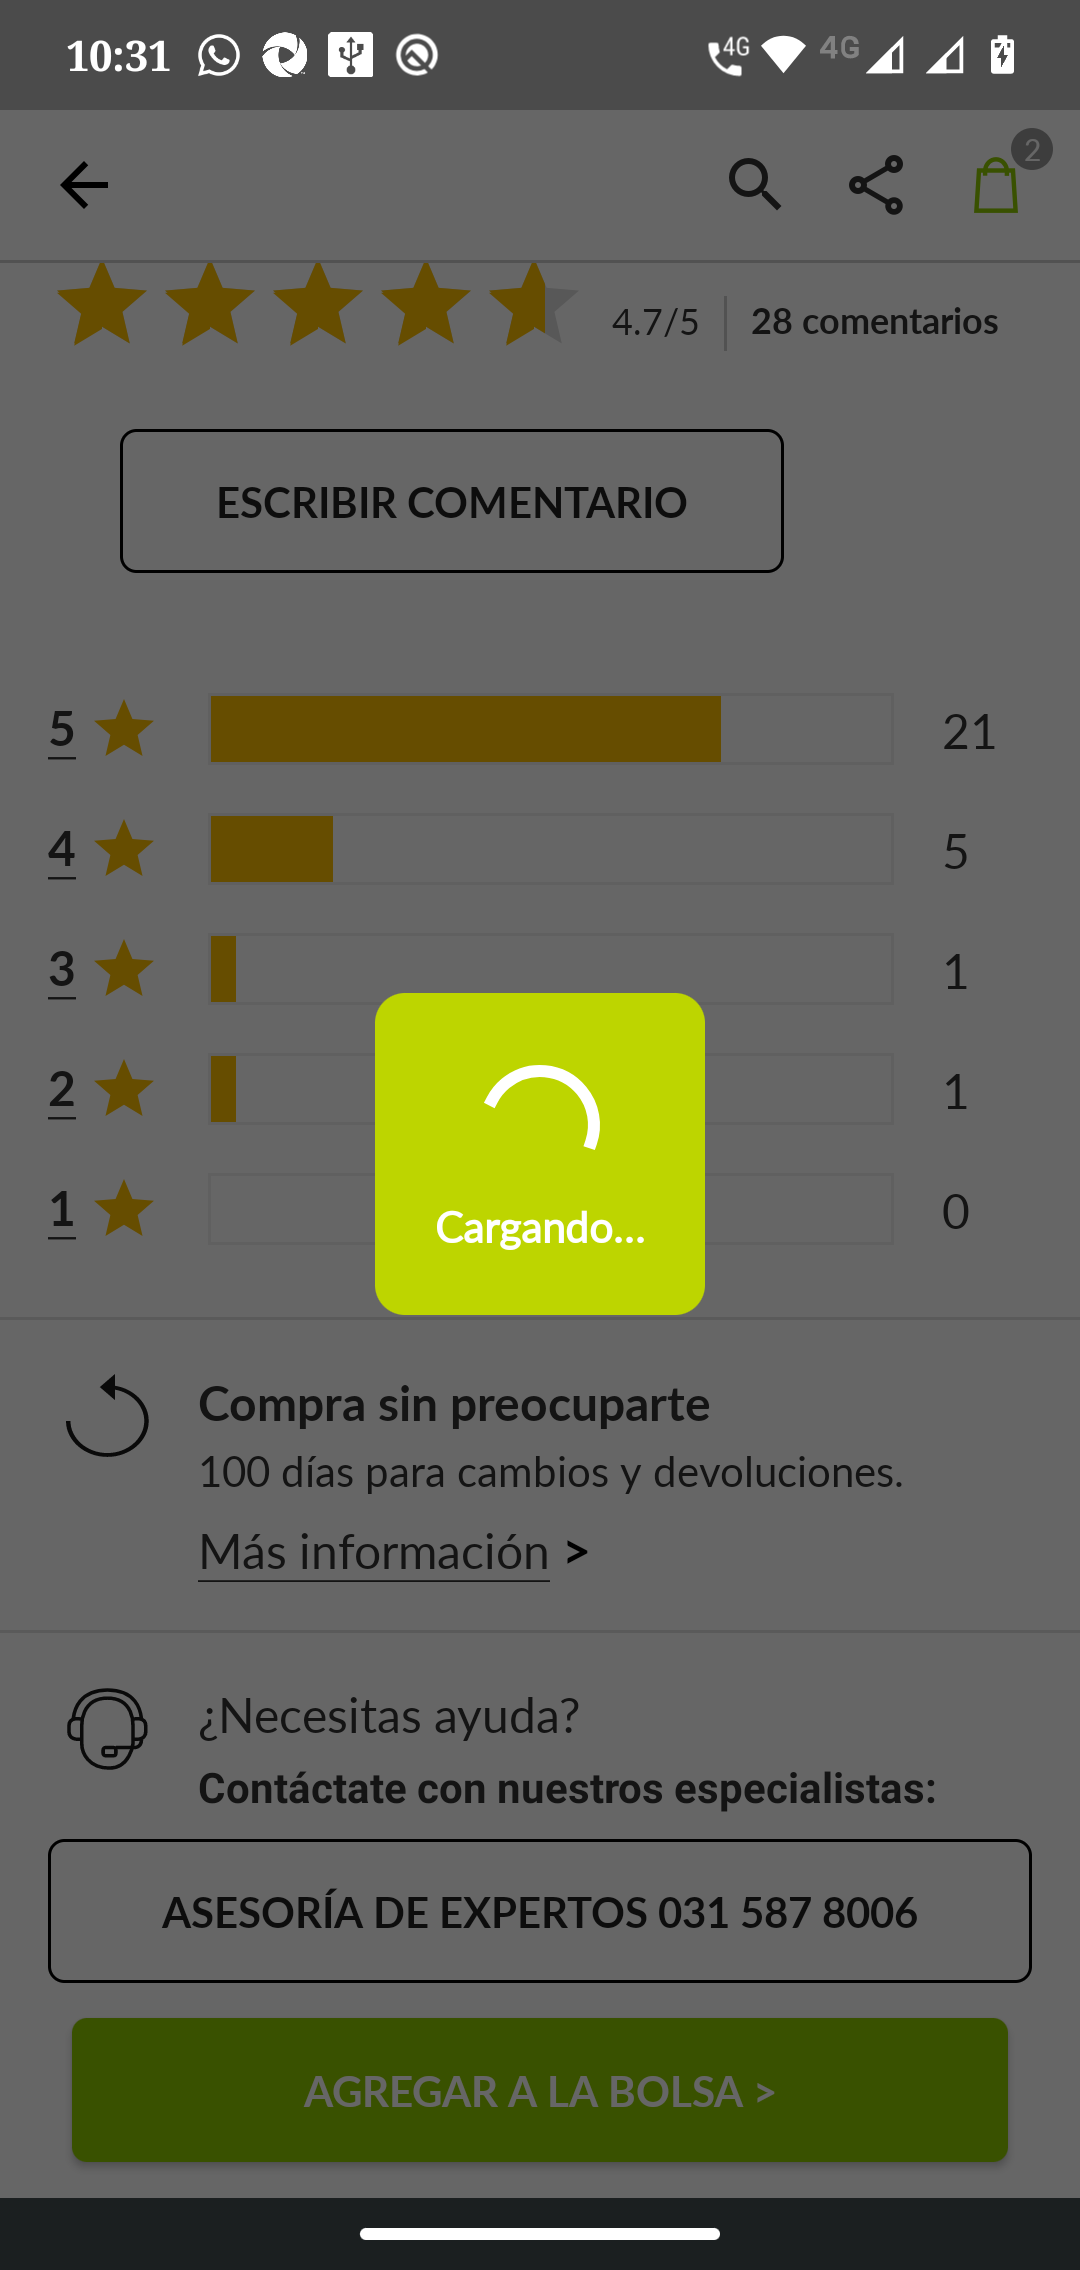 10:31
4G
4G
2
4.7/5
28 comentarios
ESCRIBIR COMENTARIO
5
21
4
5
3
1
2
1
1
0
Cargando...
Compra sin preocuparte
100 días para cambios y devoluciones.
Más información >
¿Necesitas ayuda?
Contáctate con nuestros especialistas:
ASESORÍA DE EXPERTOS 031 587 8006
AGREGAR A LA BOLSA >